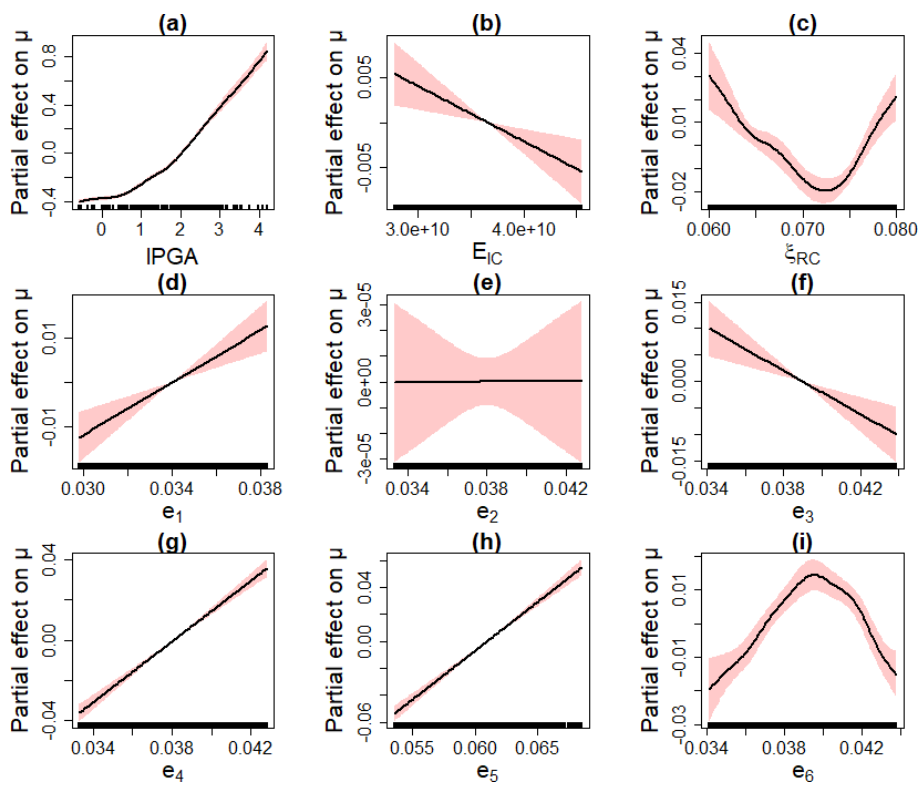 (a)
Partial effect on μ
-0.4 0.0 0.4 0.8
0 1 2 3 4
lPGA
(b)
Partial effect on μ
-0.005 0.005
3.0e+10 4.0e+10
E_IC
(c)
Partial effect on μ
-0.02 0.01 0.04
0.060 0.070 0.080
ξ_RC
(d)
Partial effect on μ
-0.01 0.01
0.030 0.034 0.038
e_1
(e)
Partial effect on μ
-3e-05 0e+00 3e-05
0.034 0.038 0.042
e_2
(f)
Partial effect on μ
-0.015 0.000 0.015
0.034 0.038 0.042
e_3
(g)
Partial effect on μ
-0.04 0.00 0.04
0.034 0.038 0.042
e_4
(h)
Partial effect on μ
-0.06 0.00 0.04
0.055 0.060 0.065
e_5
(i)
Partial effect on μ
-0.03 -0.01 0.01
0.034 0.038 0.042
e_6